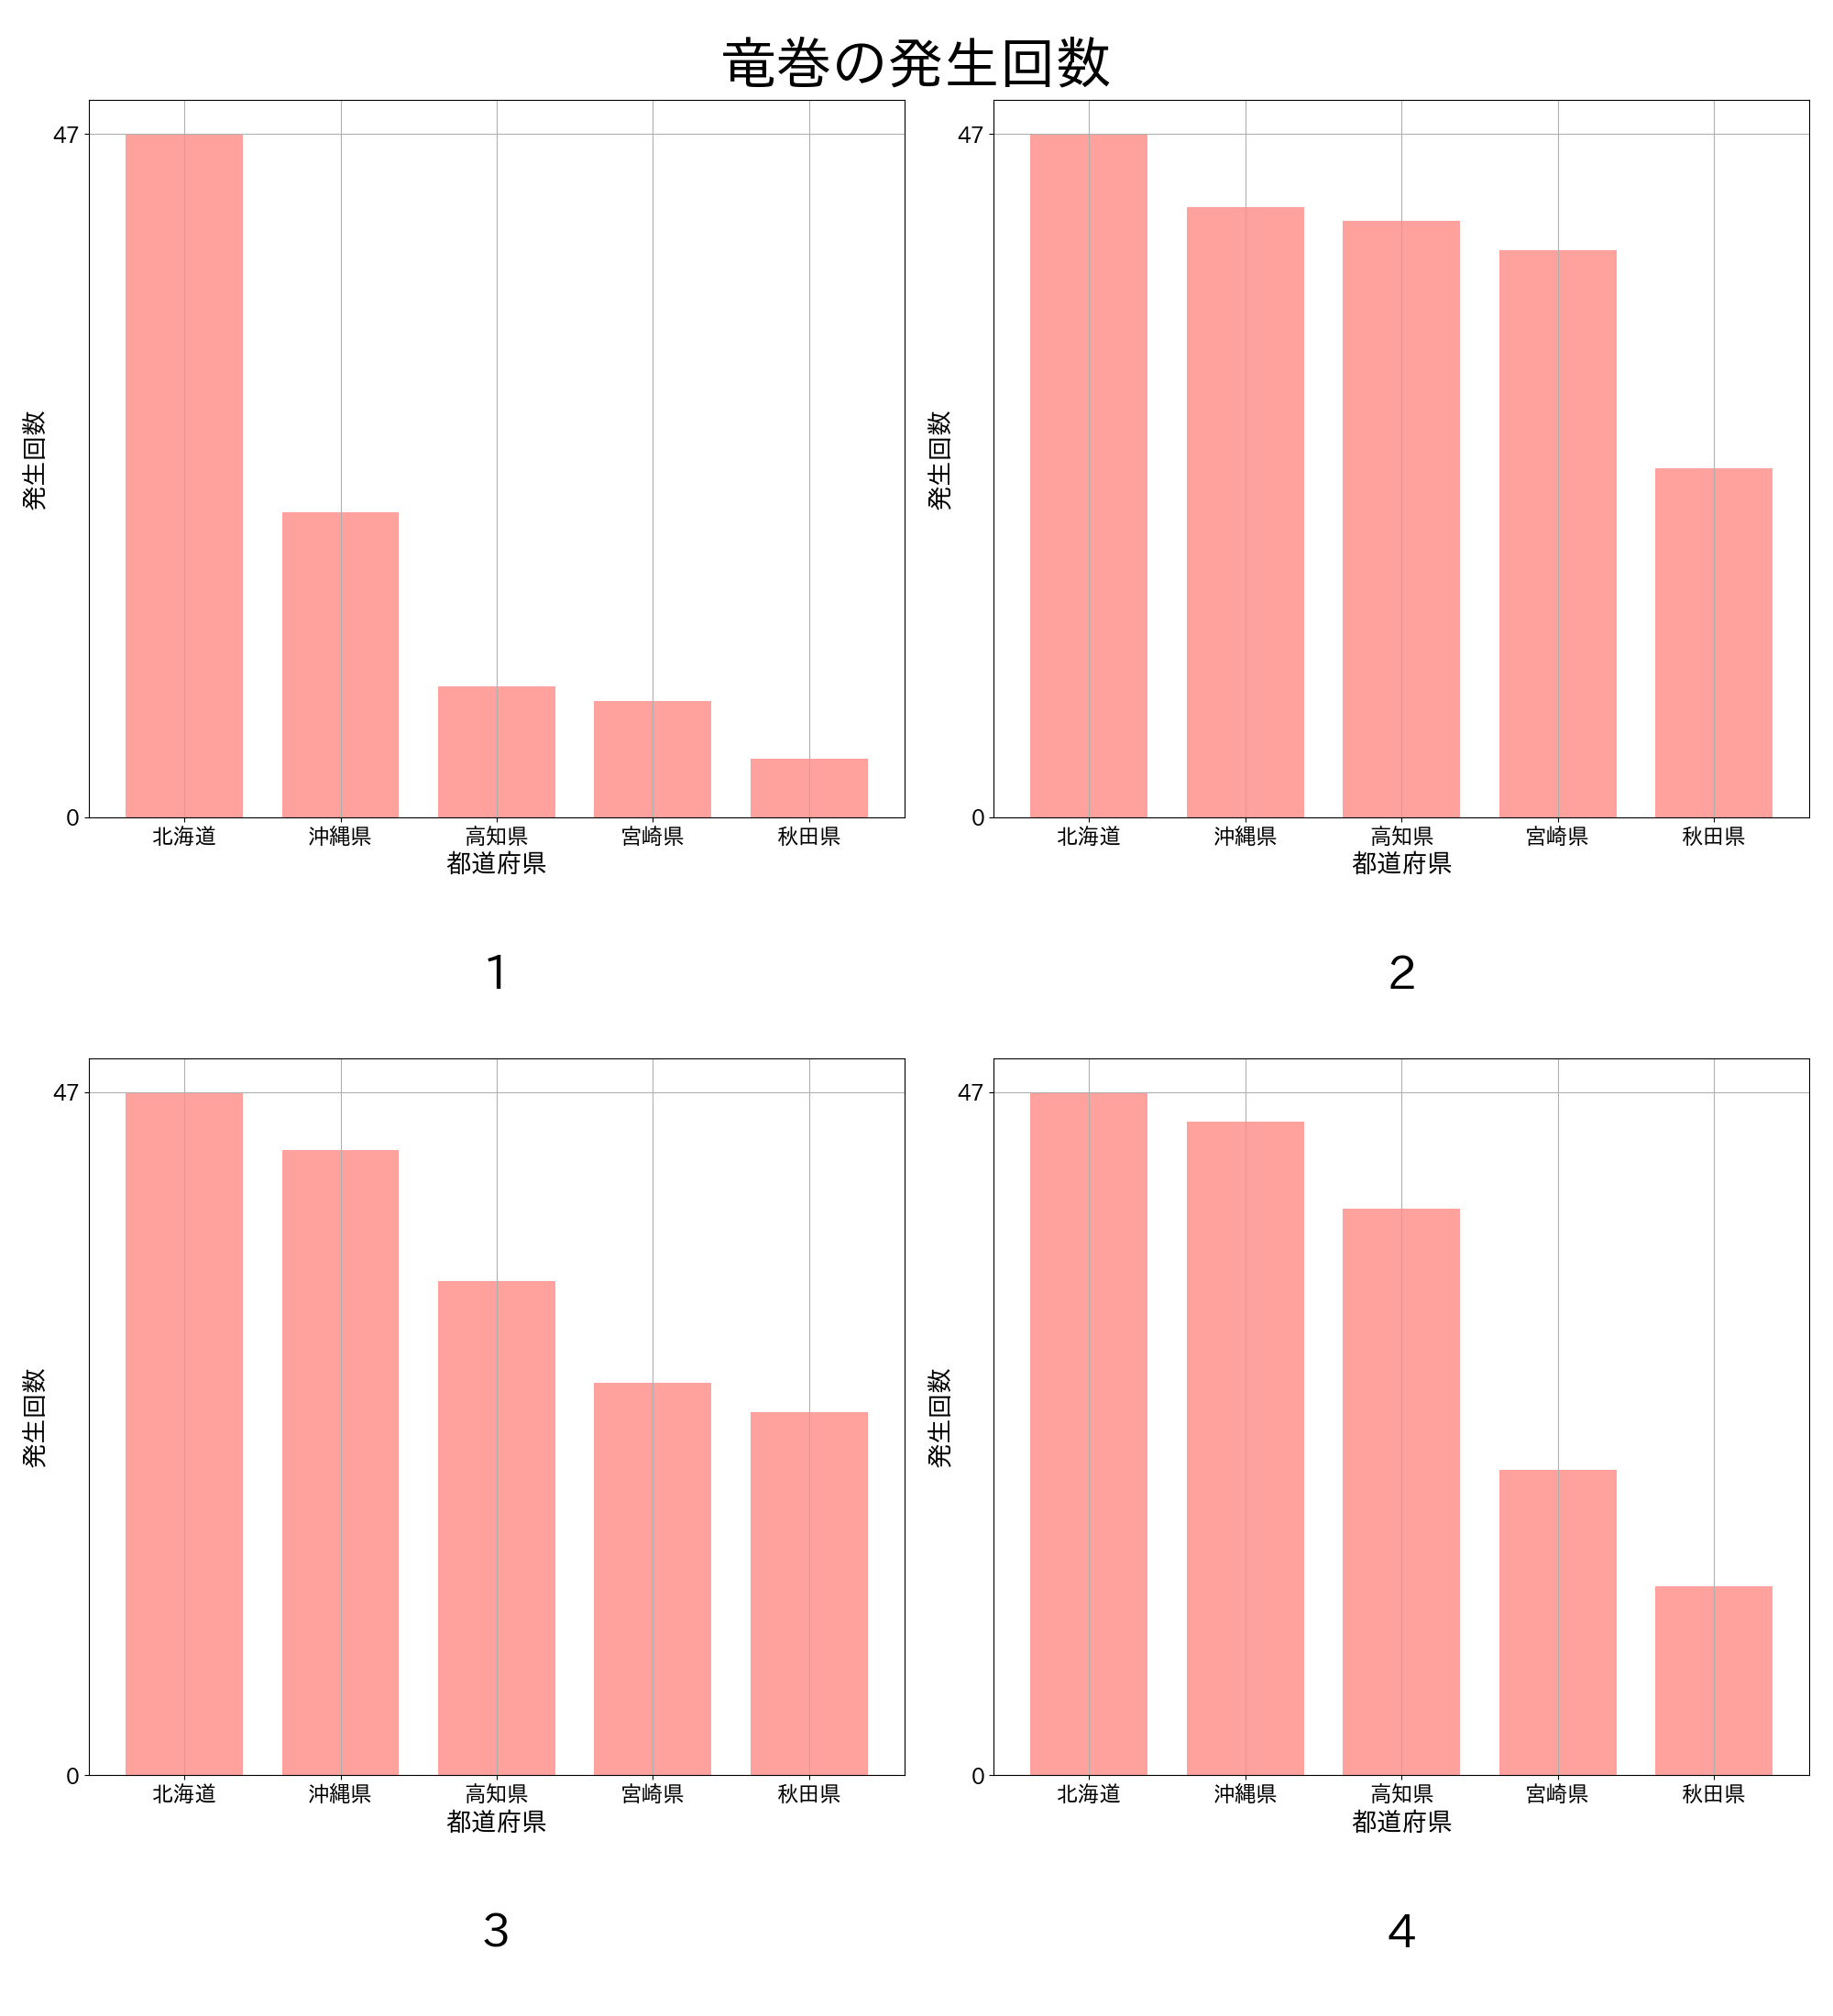 竜巻の発生回数
47
0
発生回数
北海道 沖縄県 高知県 宮崎県 秋田県
都道府県
1
47
0
発生回数
北海道 沖縄県 高知県 宮崎県 秋田県
都道府県
2
47
0
発生回数
北海道 沖縄県 高知県 宮崎県 秋田県
都道府県
3
47
0
発生回数
北海道 沖縄県 高知県 宮崎県 秋田県
都道府県
4